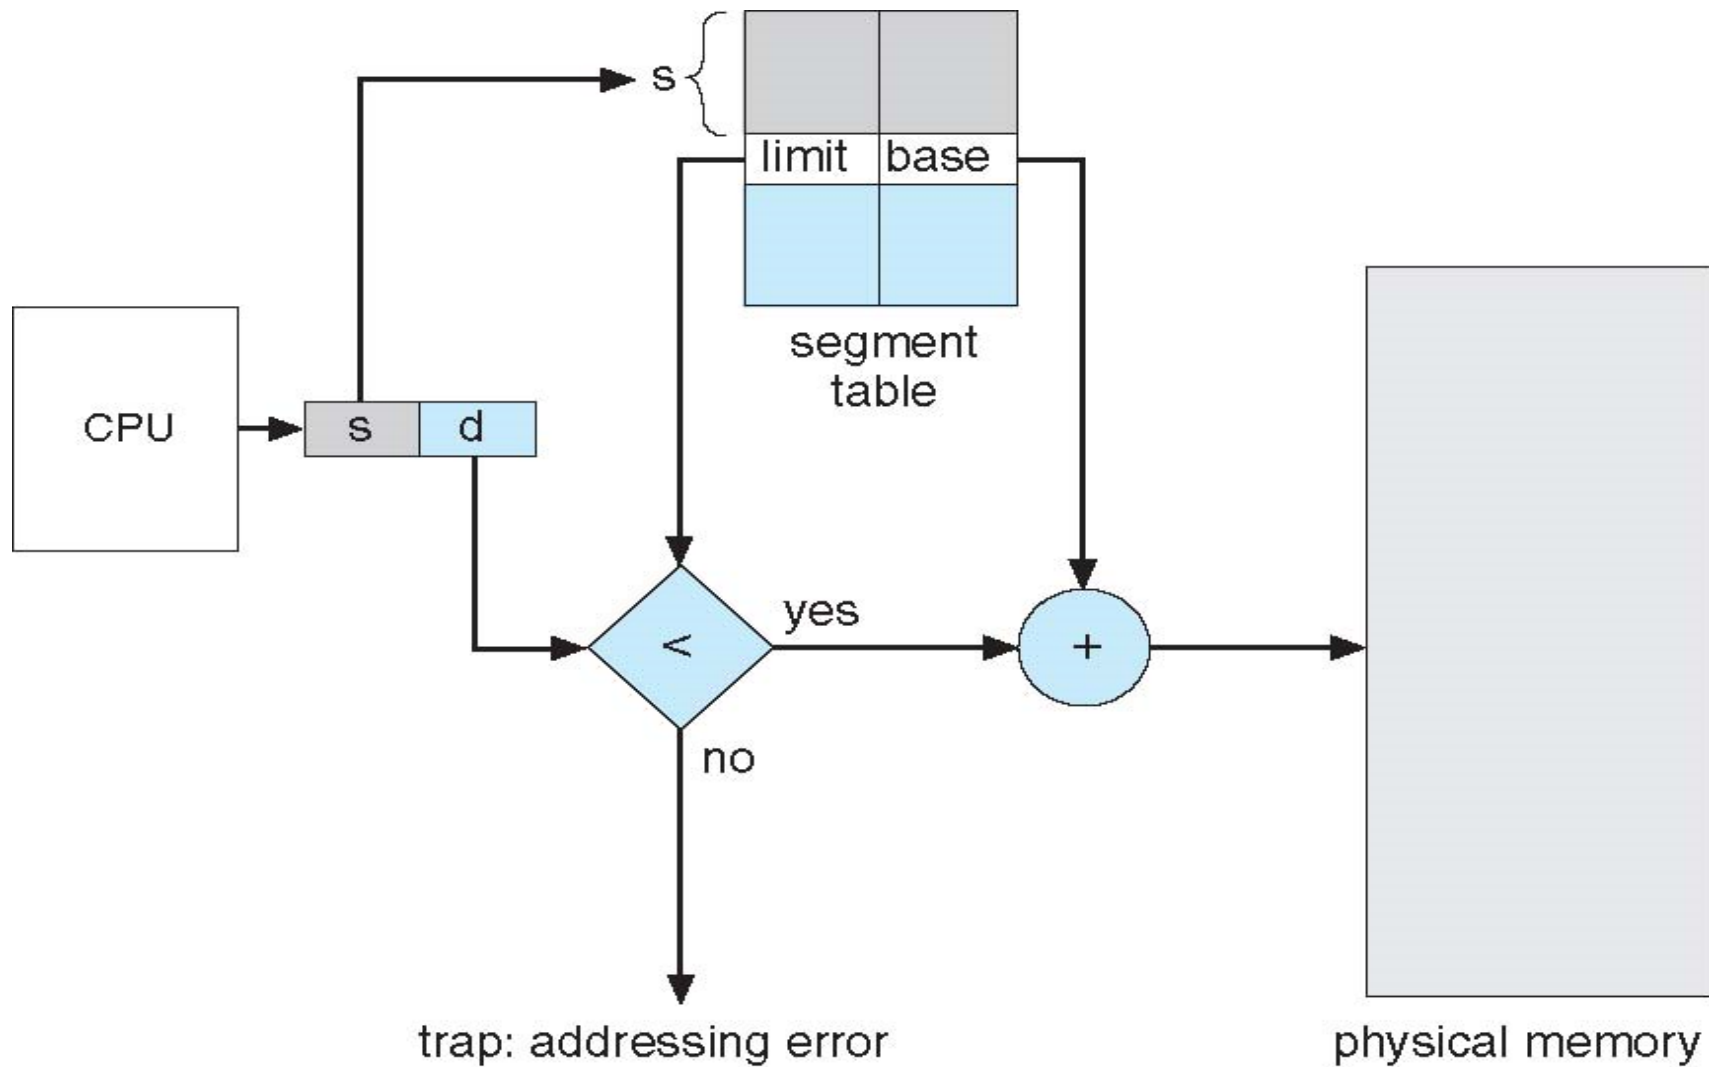 s
limit base
segment
table
CPU
s d
<
yes
+
no
trap: addressing error
physical memory